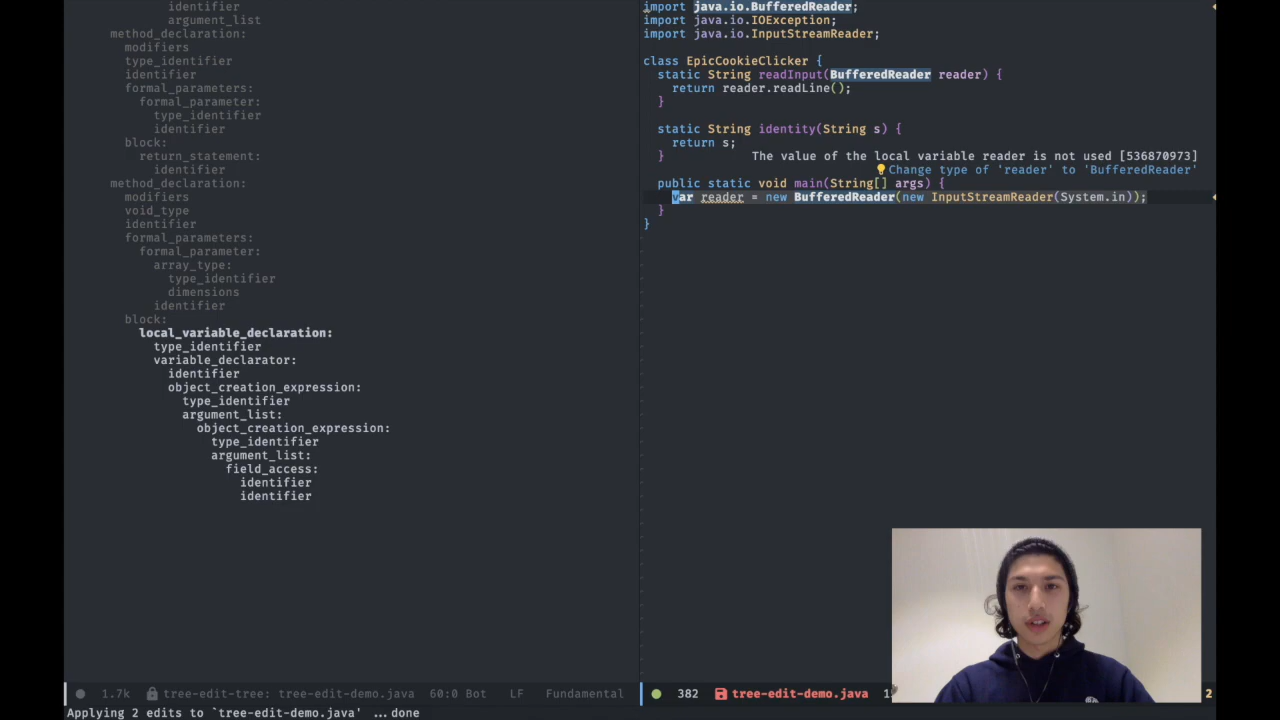 identifier
argument_list
method_declaration:
modifiers
type_identifier
identifier
formal_parameters:
formal_parameter:
type_identifier
identifier
block:
return_statement:
identifier
method_declaration:
modifiers
void_type
identifier
formal_parameters:
formal_parameter:
array_type:
type_identifier
dimensions
identifier
block:
local_variable_declaration:
type_identifier
variable_declarator:
identifier
object_creation_expression:
type_identifier
argument_list:
object_creation_expression:
type_identifier
argument_list:
field_access:
identifier
identifier
1.7k tree-edit-tree: tree-edit-demo.java 60:0 Bot LF Fundamental
Applying 2 edits to `tree-edit-demo.java' ...done
import java.io.BufferedReader;
import java.io.IOException;
import java.io.InputStreamReader;
class EpicCookieClicker {
static String readInput(BufferedReader reader) {
return reader.readLine();
}
static String identity(String s) {
return s;
} The value of the local variable reader is not used [536870973]
Change type of 'reader' to 'BufferedReader'
public static void main(String[] args) {
var reader = new BufferedReader(new InputStreamReader(System.in));
}
}
382 tree-edit-demo.java
2